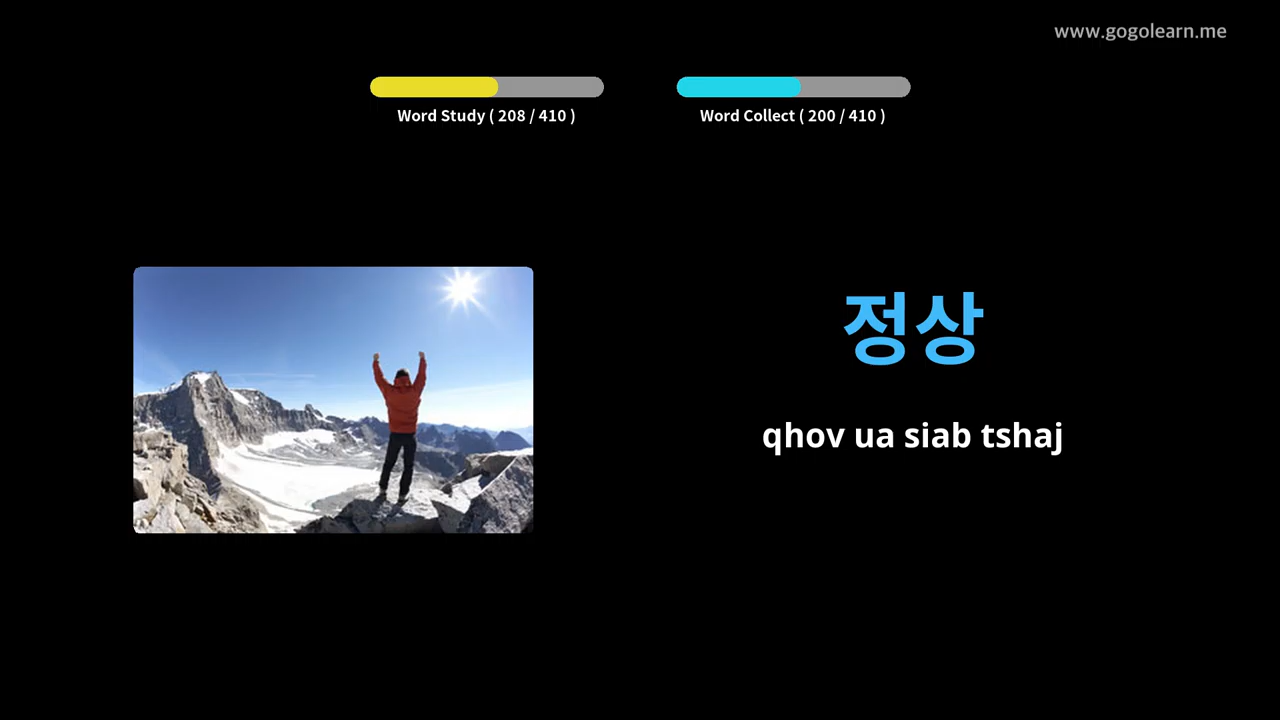 www.gogolearn.me
Word Study ( 208 / 410 )
Word Collect ( 200 / 410 )
정상
qhov ua siab tshaj